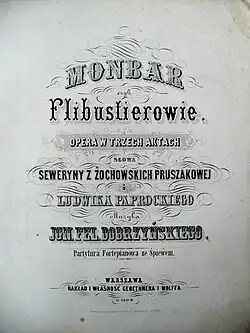 MONBAR
czyli
Flibustierowie.
OPERA W TRZECH AKTACH
SŁOWA
SEWERYNY Z ŻOCHOWSKICH PRUSZAKOWEJ
i
LUDWIKA PAPROCKIEGO
Muzyka
IGN. FEL. DOBRZYŃSKIEGO.
Partytura Fortepianowa ze Śpiewem.
WARSZAWA
NAKŁAD I WŁASNOŚĆ GEBETHNERA I WOLFFA.